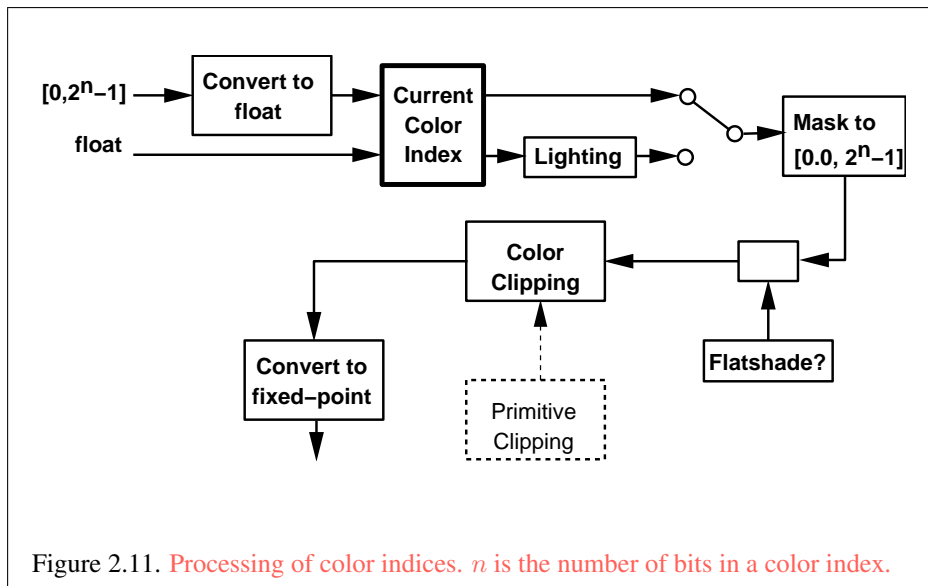 [0,2ⁿ−1]
Convert to
float
float
Current
Color
Index
Lighting
Mask to
[0.0, 2ⁿ−1]
Color
Clipping
Flatshade?
Convert to
fixed−point
Primitive
Clipping
Figure 2.11. Processing of color indices. n is the number of bits in a color index.